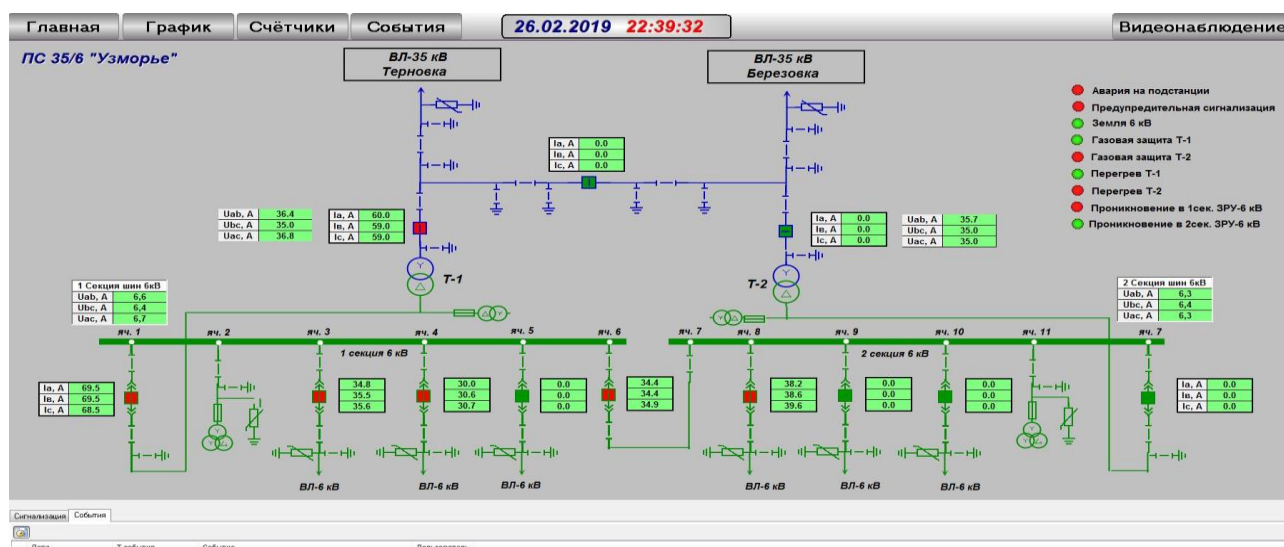 Главная График Счётчики События 26.02.2019 22:39:32 Видеонаблюдение
ПС 35/6 "Узморье"
ВЛ-35 кВ
Терновка
ВЛ-35 кВ
Березовка
Авария на подстанции
Предупредительная сигнализация
Земля 6 кВ
Газовая защита Т-1
Газовая защита Т-2
Перегрев Т-1
Перегрев Т-2
Проникновение в 1сек. ЗРУ-6 кВ
Проникновение в 2сек. ЗРУ-6 кВ
Ia, A 0.0
Iв, A 0.0
Ic, A 0.0
Uab, A 36.4
Ubc, A 35.0
Uac, A 36.8
Ia, A 60.0
Iв, A 59.0
Ic, A 59.0
Ia, A 0.0
Iв, A 0.0
Ic, A 0.0
Uab, A 35.7
Ubc, A 35.0
Uac, A 35.0
Т-1
Т-2
1 Секция шин 6кВ
Uab, A 6,6
Ubc, A 6,4
Uac, A 6,7
2 Секция шин 6кВ
Uab, A 6,3
Ubc, A 6,4
Uac, A 6,3
яч. 1 яч. 2 яч. 3 яч. 4 яч. 5 яч. 6 яч. 7 яч. 8 яч. 9 яч. 10 яч. 11 яч. 7
1 секция 6 кВ
2 секция 6 кВ
Ia, A 69.5
Iв, A 69.5
Ic, A 68.5
34.8
35.5
35.6
30.0
30.6
30.7
0.0
0.0
0.0
34.4
34.4
34.9
38.2
38.6
39.6
0.0
0.0
0.0
0.0
0.0
0.0
Ia, A 0.0
Iв, A 0.0
Ic, A 0.0
ВЛ-6 кВ ВЛ-6 кВ ВЛ-6 кВ ВЛ-6 кВ ВЛ-6 кВ ВЛ-6 кВ
Сигнализация События